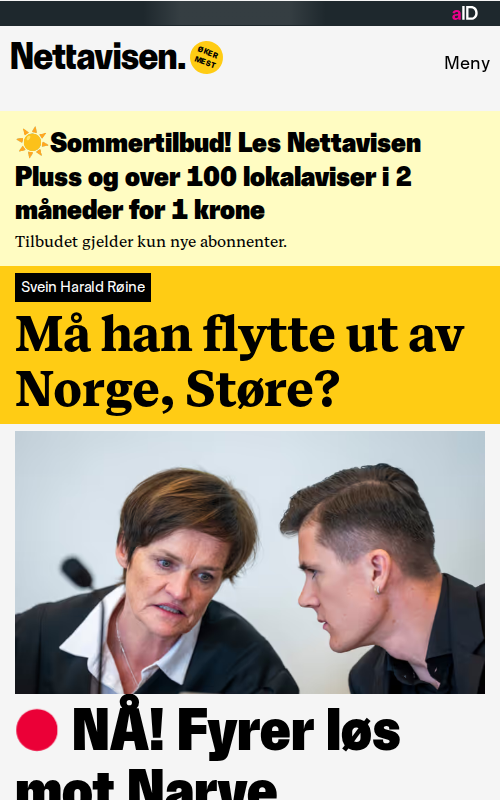 aID
Nettavisen.
ØKER
MEST
Meny
☀️Sommertilbud! Les Nettavisen
Pluss og over 100 lokalaviser i 2
måneder for 1 krone
Tilbudet gjelder kun nye abonnenter.
Svein Harald Røine
Må han flytte ut av
Norge, Støre?
🔴 NÅ! Fyrer løs
mot Narve